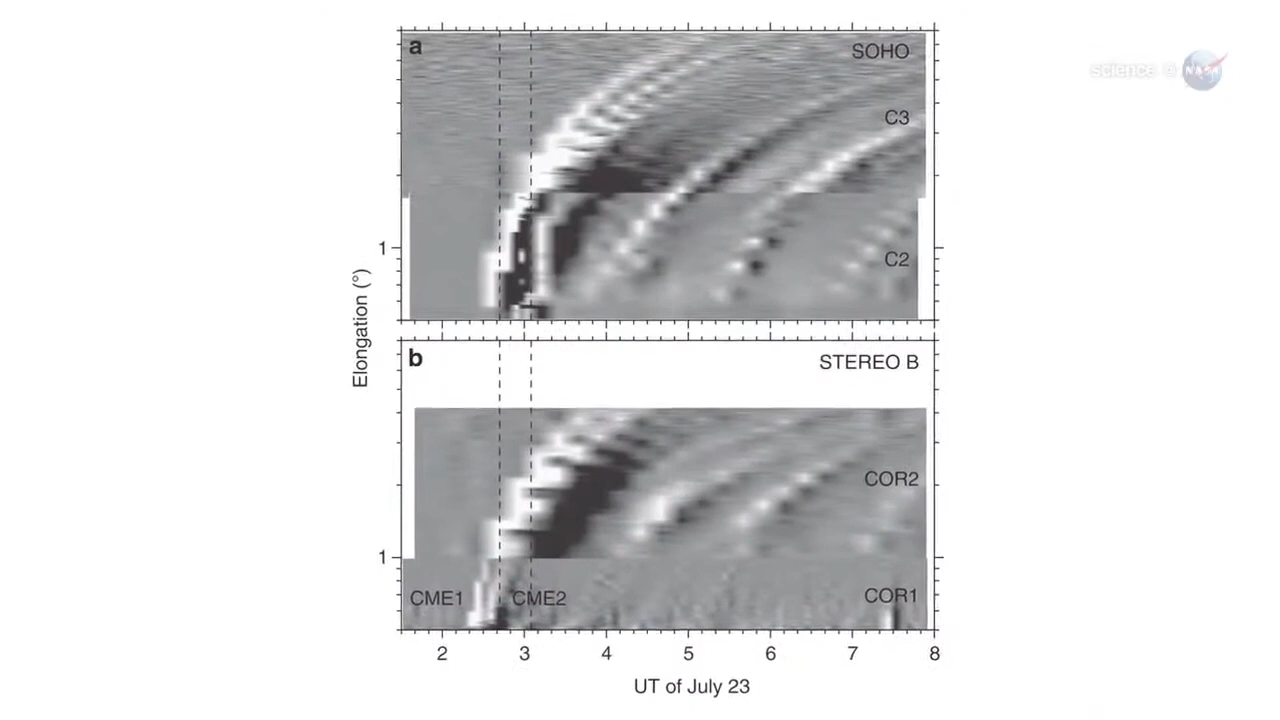 a
SOHO
science @ NASA
C3
1
C2
Elongation (°)
b
STEREO B
COR2
1
CME1
CME2
COR1
2 3 4 5 6 7 8
UT of July 23